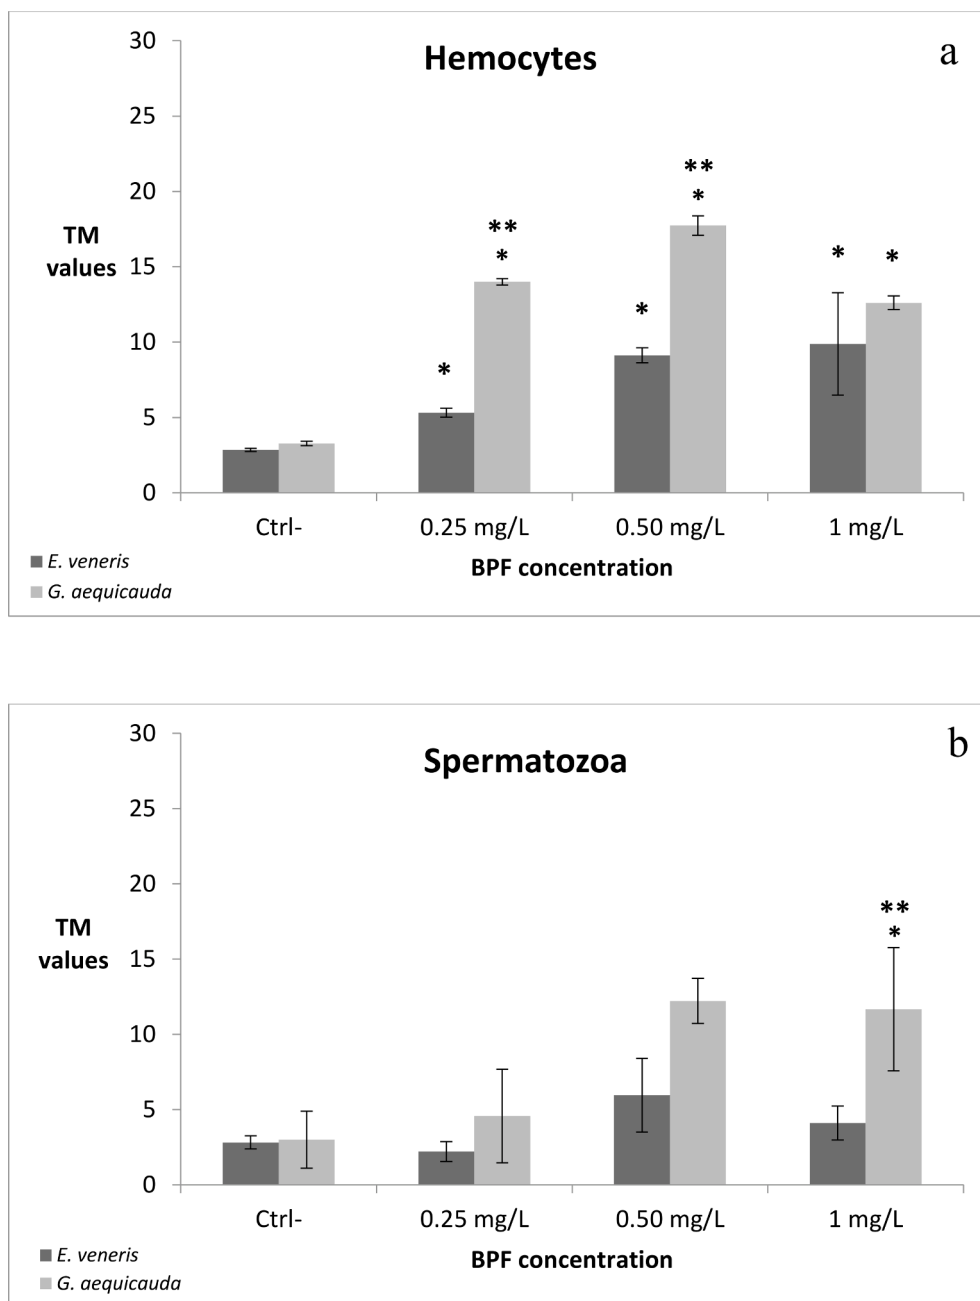 Hemocytes
a
30
25
20
15
10
5
0
TM
values
**
*
**
*
*
*
*
*
Ctrl-
0.25 mg/L
0.50 mg/L
1 mg/L
BPF concentration
E. veneris
G. aequicauda
Spermatozoa
b
30
25
20
15
10
5
0
TM
values
**
*
Ctrl-
0.25 mg/L
0.50 mg/L
1 mg/L
BPF concentration
E. veneris
G. aequicauda